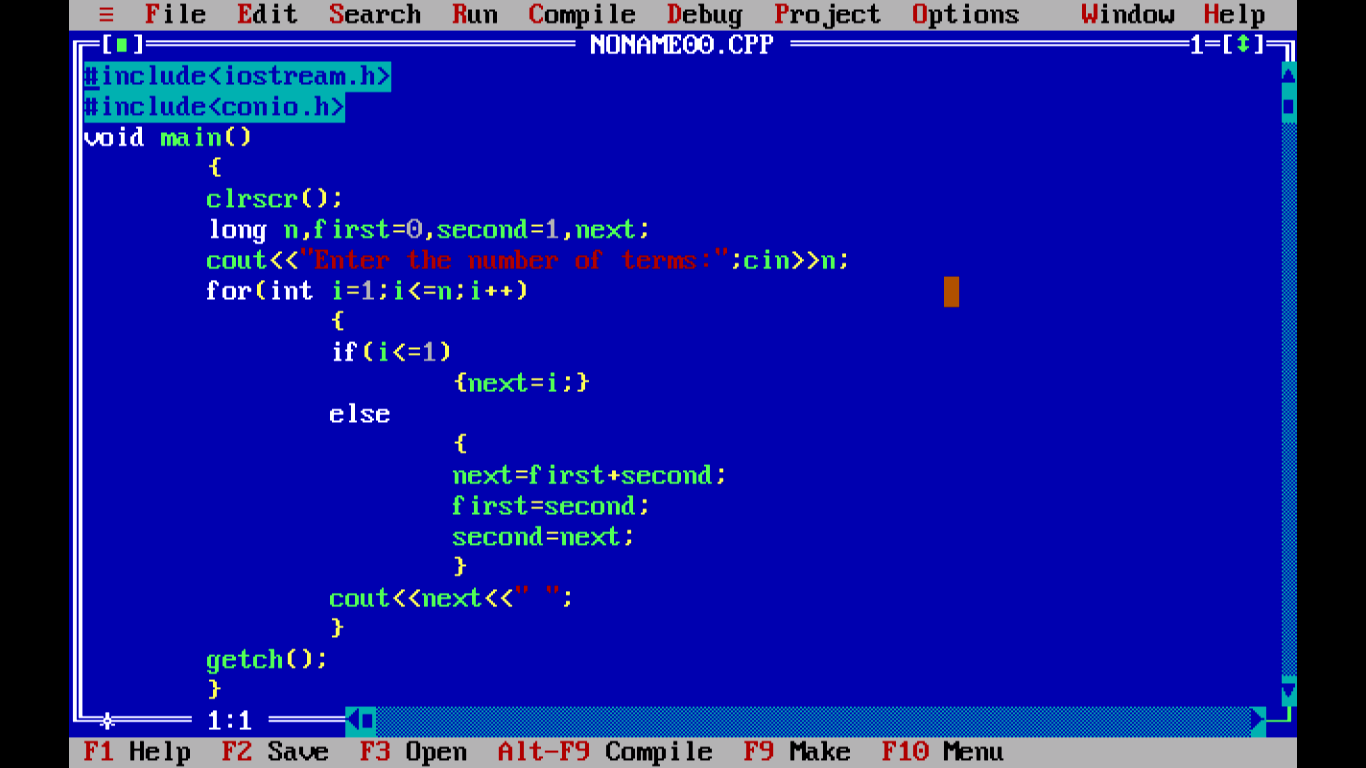 ≡ File Edit Search Run Compile Debug Project Options Window Help
[■] NONAME00.CPP 1=[↕]
#include<iostream.h>
#include<conio.h>
void main()
{
clrscr();
long n,first=0,second=1,next;
cout<<"Enter the number of terms:";cin>>n;
for(int i=1;i<=n;i++)
{
if(i<=1)
{next=i;}
else
{
next=first+second;
first=second;
second=next;
}
cout<<next<<" ";
}
getch();
}
1:1
F1 Help F2 Save F3 Open Alt-F9 Compile F9 Make F10 Menu